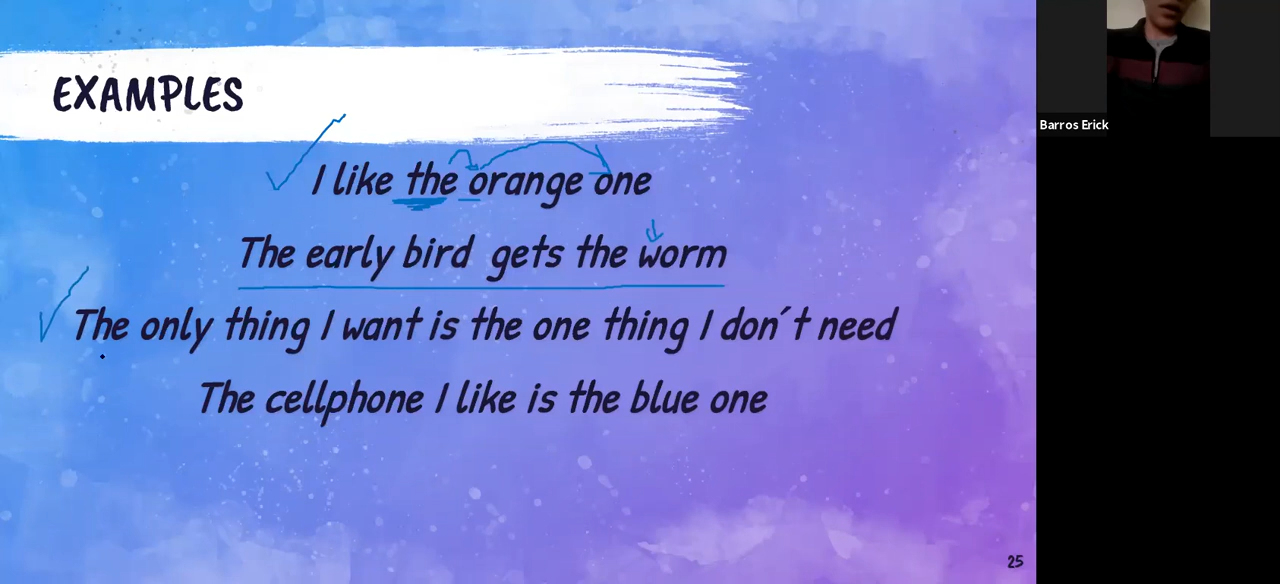 EXAMPLES
Barros Erick
I like the orange one
The early bird gets the worm
The only thing I want is the one thing I don´t need
The cellphone I like is the blue one
25